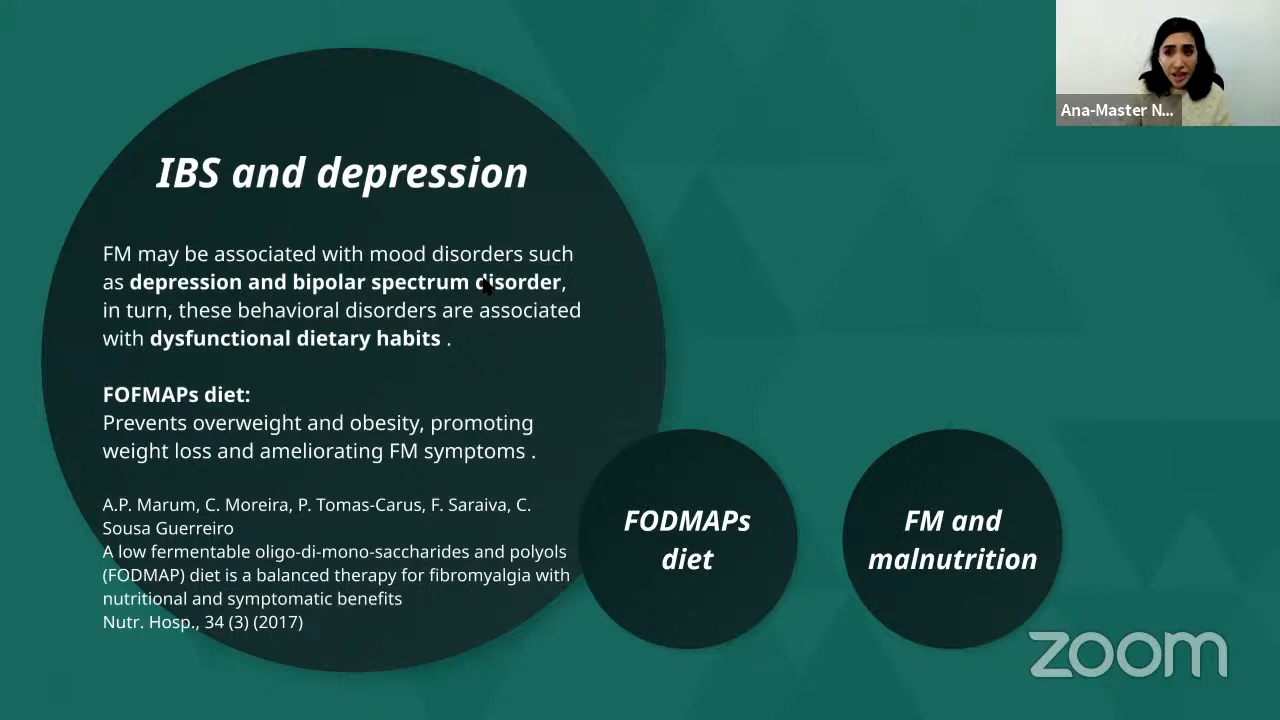 Ana-Master N...
IBS and depression
FM may be associated with mood disorders such
as depression and bipolar spectrum disorder,
in turn, these behavioral disorders are associated
with dysfunctional dietary habits .
FOFMAPs diet:
Prevents overweight and obesity, promoting
weight loss and ameliorating FM symptoms .
A.P. Marum, C. Moreira, P. Tomas-Carus, F. Saraiva, C.
Sousa Guerreiro
A low fermentable oligo-di-mono-saccharides and polyols
(FODMAP) diet is a balanced therapy for fibromyalgia with
nutritional and symptomatic benefits
Nutr. Hosp., 34 (3) (2017)
FODMAPs
diet
FM and
malnutrition
zoom